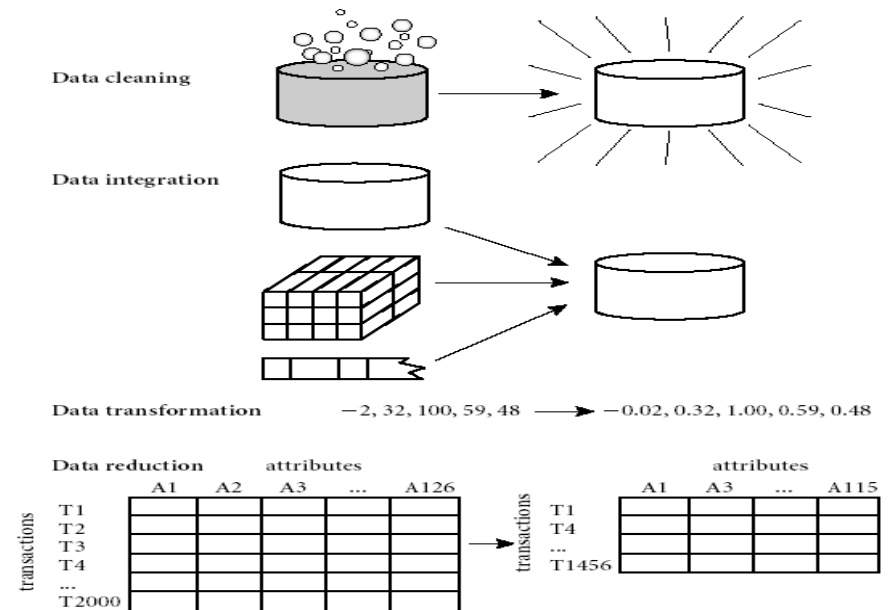 Data cleaning
Data integration
Data transformation −2, 32, 100, 59, 48 −0.02, 0.32, 1.00, 0.59, 0.48
Data reduction attributes attributes
A1 A2 A3 ... A126 A1 A3 ... A115
transactions
T1
T2
T3
T4
...
T2000
transactions
T1
T4
...
T1456